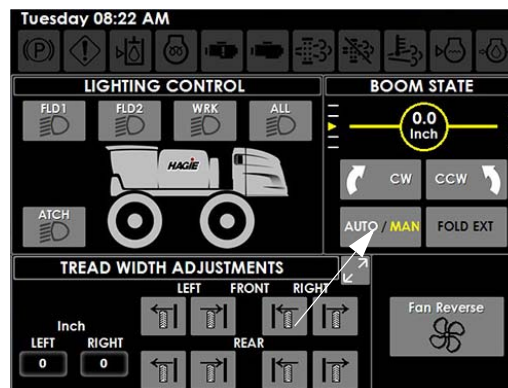 Tuesday 08:22 AM
LIGHTING CONTROL
FLD1 FLD2 WRK ALL
HAGIE
ATCH
BOOM STATE
0.0
Inch
CW CCW
AUTO / MAN FOLD EXT
TREAD WIDTH ADJUSTMENTS
LEFT FRONT RIGHT
Inch
LEFT RIGHT
REAR
0 0
Fan Reverse